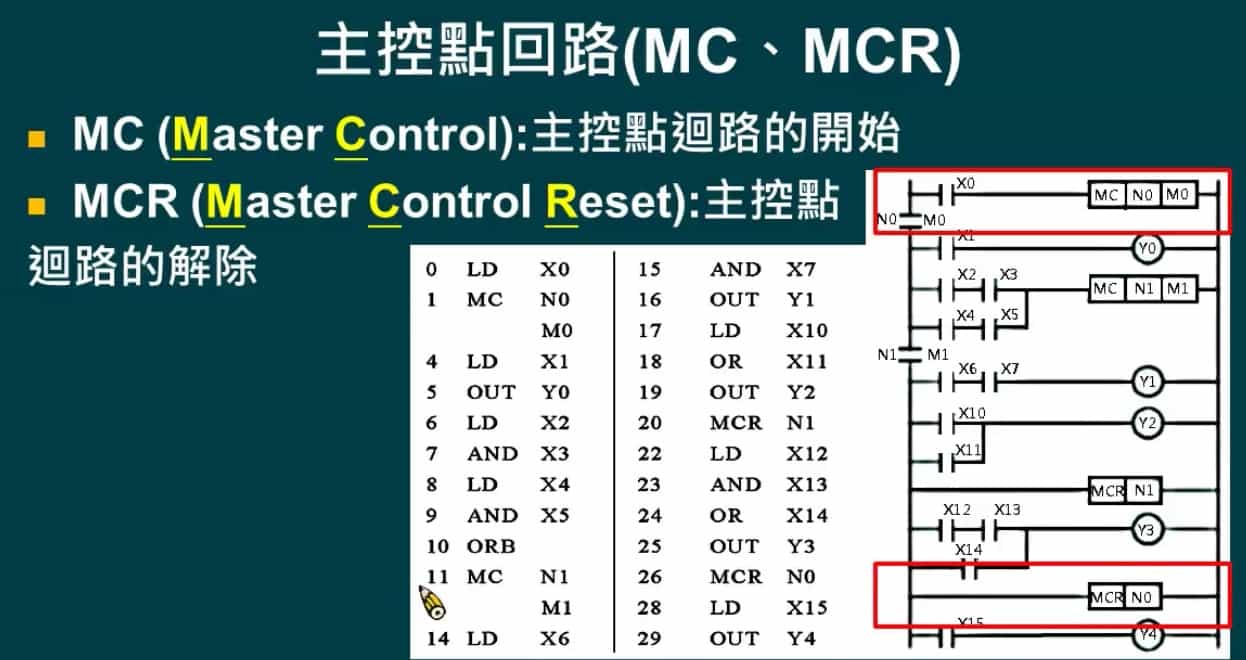 主控點回路(MC、MCR)
MC (Master Control):主控點迴路的開始
MCR (Master Control Reset):主控點
迴路的解除
0 LD X0
1 MC N0
M0
4 LD X1
5 OUT Y0
6 LD X2
7 AND X3
8 LD X4
9 AND X5
10 ORB
11 MC N1
M1
14 LD X6
15 AND X7
16 OUT Y1
17 LD X10
18 OR X11
19 OUT Y2
20 MCR N1
22 LD X12
23 AND X13
24 OR X14
25 OUT Y3
26 MCR N0
28 LD X15
29 OUT Y4
X0 MC N0 M0
N0 M0
X1 Y0
X2 X3 MC N1 M1
X4 X5
N1 M1
X6 X7 Y1
X10 Y2
X11
MCR N1
X12 X13 Y3
X14
MCR N0
X15 Y4